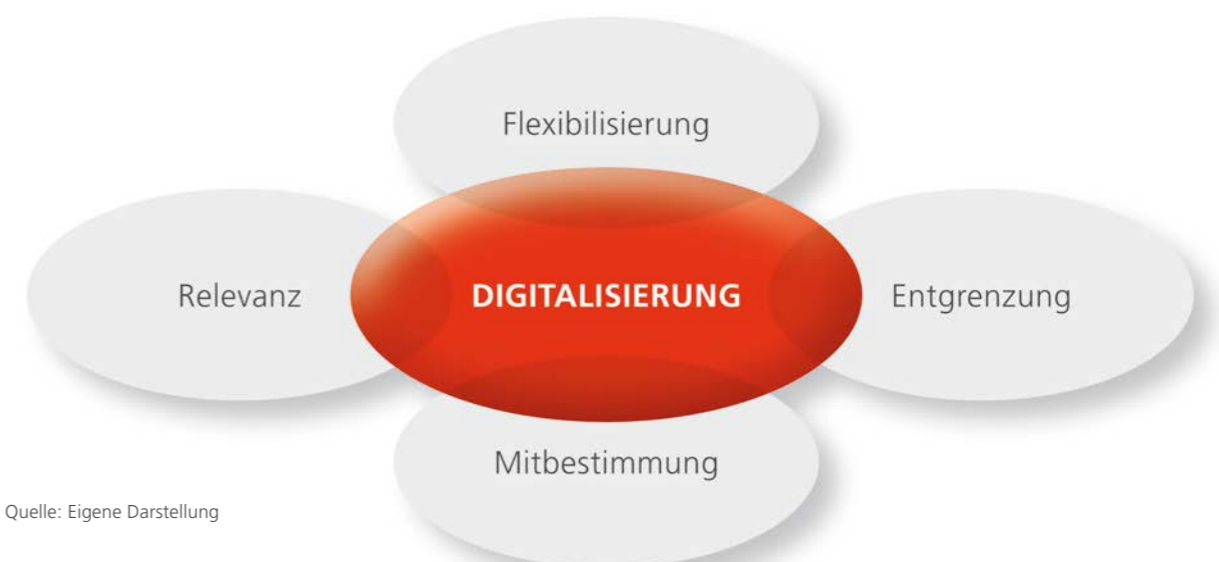 Flexibilisierung
Relevanz
DIGITALISIERUNG
Entgrenzung
Mitbestimmung
Quelle: Eigene Darstellung